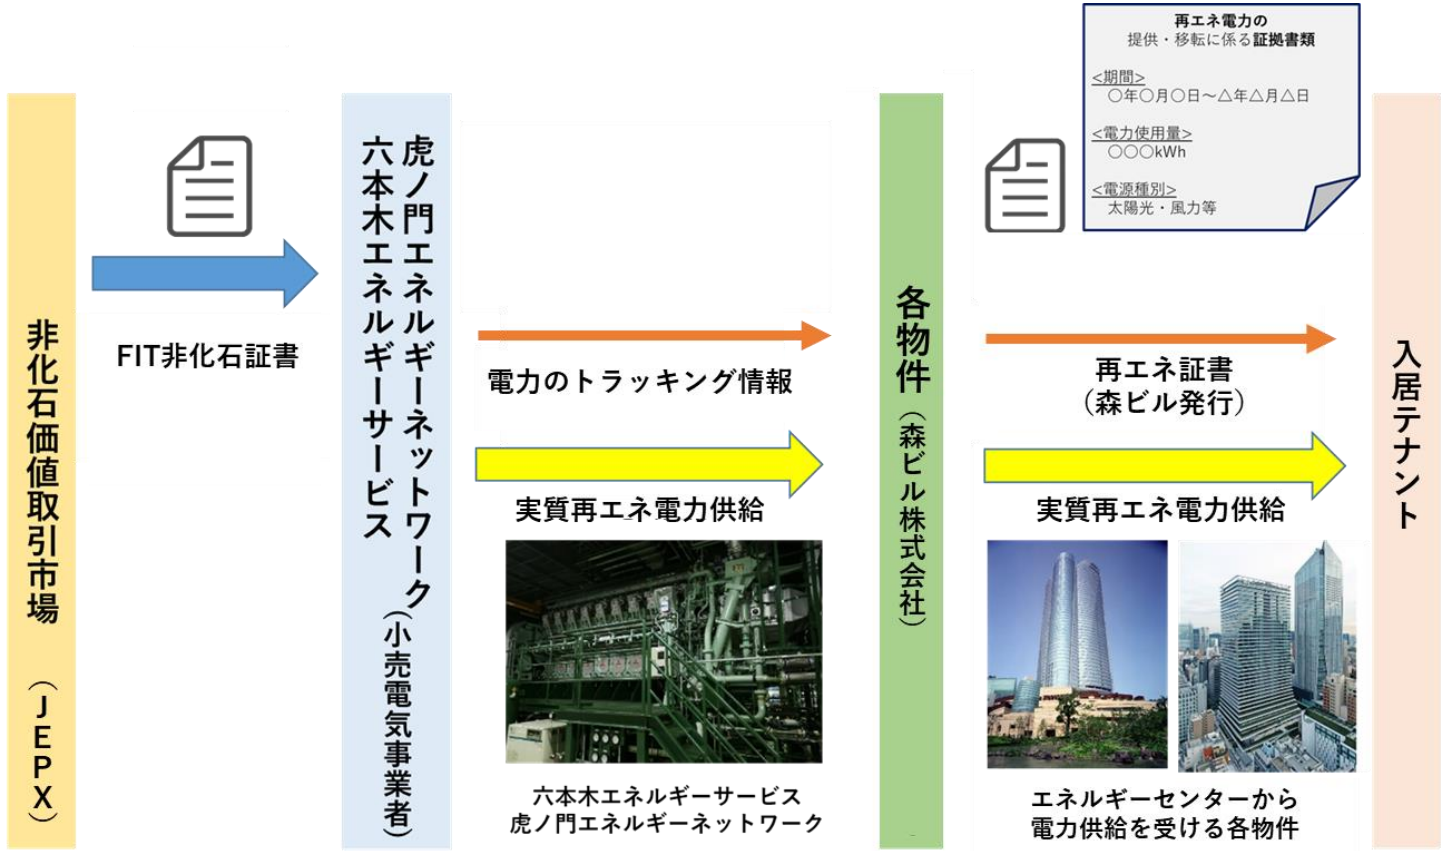 非化石価値取引市場 （JEPX）
FIT非化石証書
虎ノ門エネルギーネットワーク
六本木エネルギーサービス
（小売電気事業者）
電力のトラッキング情報
実質再エネ電力供給
六本木エネルギーサービス
虎ノ門エネルギーネットワーク
各物件（森ビル株式会社）
再エネ電力の
提供・移転に係る証拠書類
<期間>
〇年〇月〇日～△年△月△日
<電力使用量>
〇〇〇kWh
<電源種別>
太陽光・風力等
再エネ証書
（森ビル発行）
実質再エネ電力供給
エネルギーセンターから
電力供給を受ける各物件
入居テナント